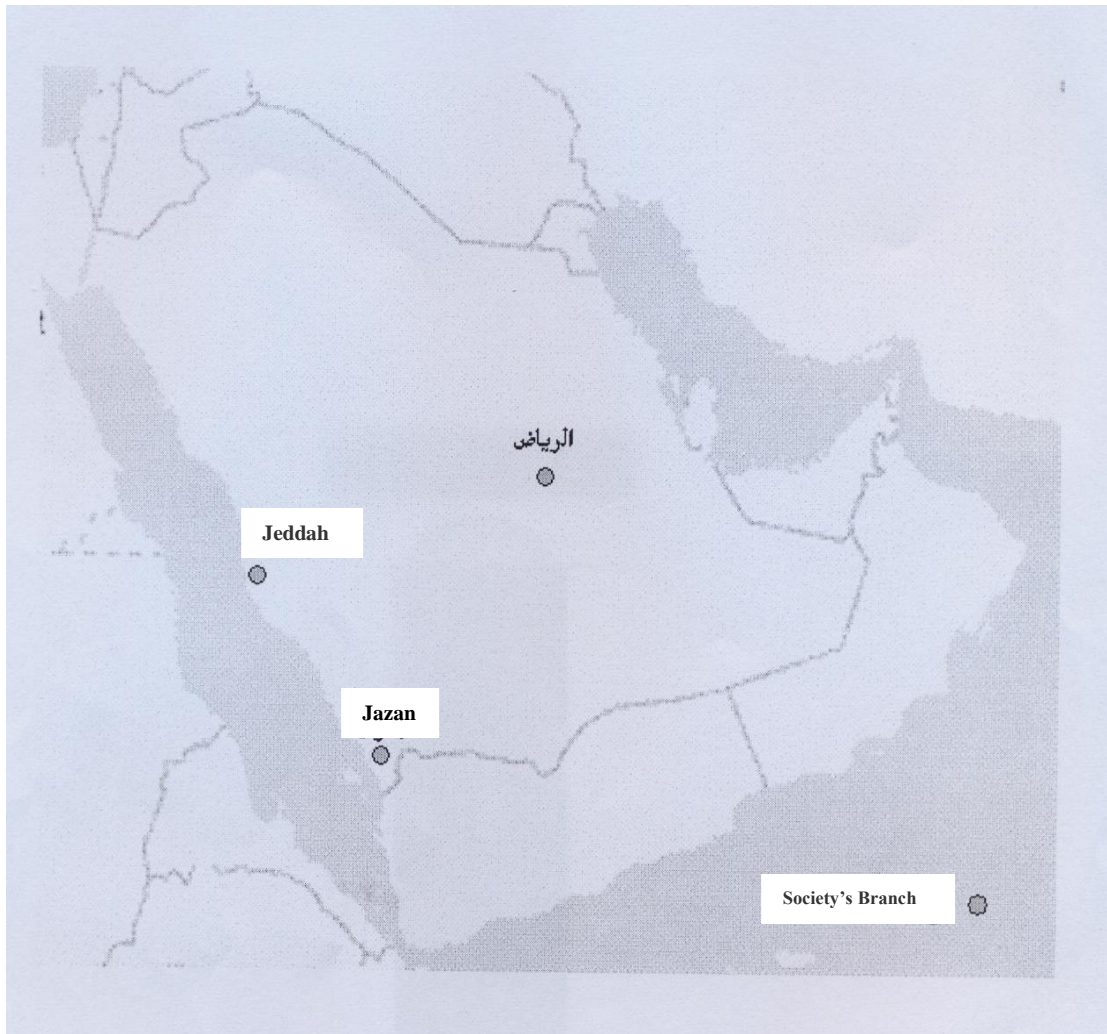 الرياض
Jeddah
Jazan
Society's Branch